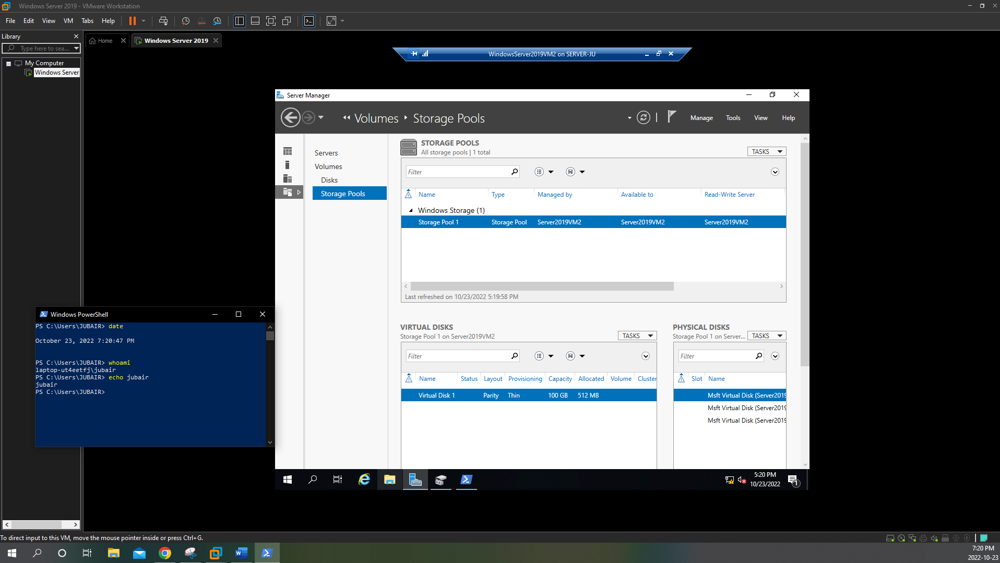 Windows Server 2019 - VMware Workstation
File Edit View VM Tabs Help
Library
Type here to sea...
My Computer
Windows Server
Home
Windows Server 2019
WindowsServer2019VM2 on SERVER-JU
Server Manager
Volumes Storage Pools
Manage Tools View Help
Servers
Volumes
Disks
Storage Pools
STORAGE POOLS
All storage pools | 1 total
TASKS
Filter
Name Type Managed by Available to Read-Write Server
Windows Storage (1)
Storage Pool 1 Storage Pool Server2019VM2 Server2019VM2 Server2019VM2
Last refreshed on 10/23/2022 5:19:58 PM
VIRTUAL DISKS
Storage Pool 1 on Server2019VM2
TASKS
Filter
Name Status Layout Provisioning Capacity Allocated Volume Cluster
Virtual Disk 1 Parity Thin 100 GB 512 MB
PHYSICAL DISKS
Storage Pool 1 on Server...
TASKS
Filter
Slot Name
Msft Virtual Disk (Server2019
Msft Virtual Disk (Server2019
Msft Virtual Disk (Server2019
5:20 PM
10/23/2022
1
Windows PowerShell
PS C:\Users\JUBAIR> date
October 23, 2022 7:20:47 PM
PS C:\Users\JUBAIR> whoami
laptop-ut4eetfj\jubair
PS C:\Users\JUBAIR> echo jubair
jubair
PS C:\Users\JUBAIR>
To direct input to this VM, move the mouse pointer inside or press Ctrl+G.
7:20 PM
2022-10-23